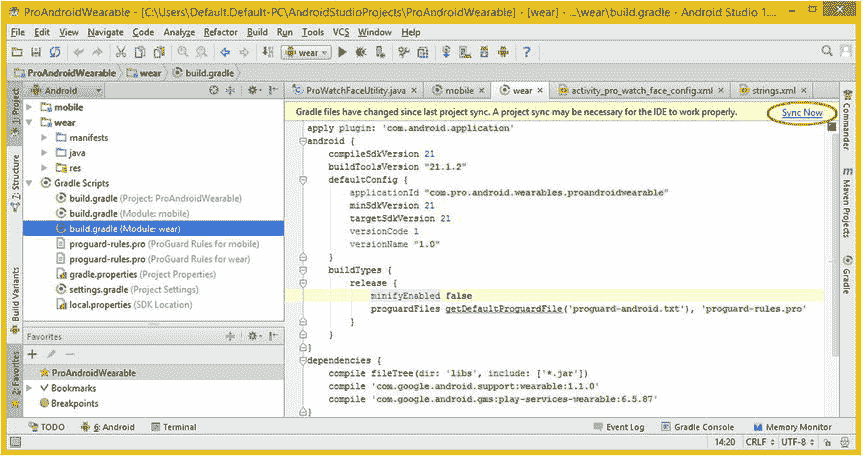 ProAndroidWearable - [C:\Users\Default.Default-PC\AndroidStudioProjects\ProAndroidWearable] - [wear] - ...\wear\build.gradle - Android Studio 1....
File Edit View Navigate Code Analyze Refactor Build Run Tools VCS Window Help
wear
ProAndroidWearable wear build.gradle
Android
ProWatchFaceUtility.java mobile wear activity_pro_watch_face_config.xml strings.xml
1: Project
7: Structure
Build Variants
2: Favorites
mobile
wear
manifests
java
res
Gradle Scripts
build.gradle (Project: ProAndroidWearable)
build.gradle (Module: mobile)
build.gradle (Module: wear)
proguard-rules.pro (ProGuard Rules for mobile)
proguard-rules.pro (ProGuard Rules for wear)
gradle.properties (Project Properties)
settings.gradle (Project Settings)
local.properties (SDK Location)
Favorites
ProAndroidWearable
Bookmarks
Breakpoints
Gradle files have changed since last project sync. A project sync may be necessary for the IDE to work properly. Sync Now
apply plugin: 'com.android.application'
android {
compileSdkVersion 21
buildToolsVersion "21.1.2"
defaultConfig {
applicationId "com.pro.android.wearables.proandroidwearable"
minSdkVersion 21
targetSdkVersion 21
versionCode 1
versionName "1.0"
}
buildTypes {
release {
minifyEnabled false
proguardFiles getDefaultProguardFile('proguard-android.txt'), 'proguard-rules.pro'
}
}
}
dependencies {
compile fileTree(dir: 'libs', include: ['*.jar'])
compile 'com.google.android.support:wearable:1.1.0'
compile 'com.google.android.gms:play-services-wearable:6.5.87'
}
Commander
m Maven Projects
Gradle
TODO 6: Android Terminal Event Log Gradle Console Memory Monitor
14:20 CRLF UTF-8